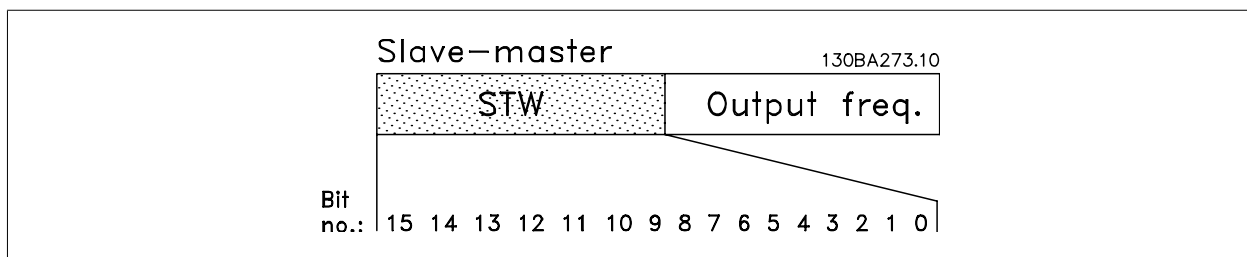 Slave-master 130BA273.10
STW Output freq.
Bit
no.: 15 14 13 12 11 10 9 8 7 6 5 4 3 2 1 0